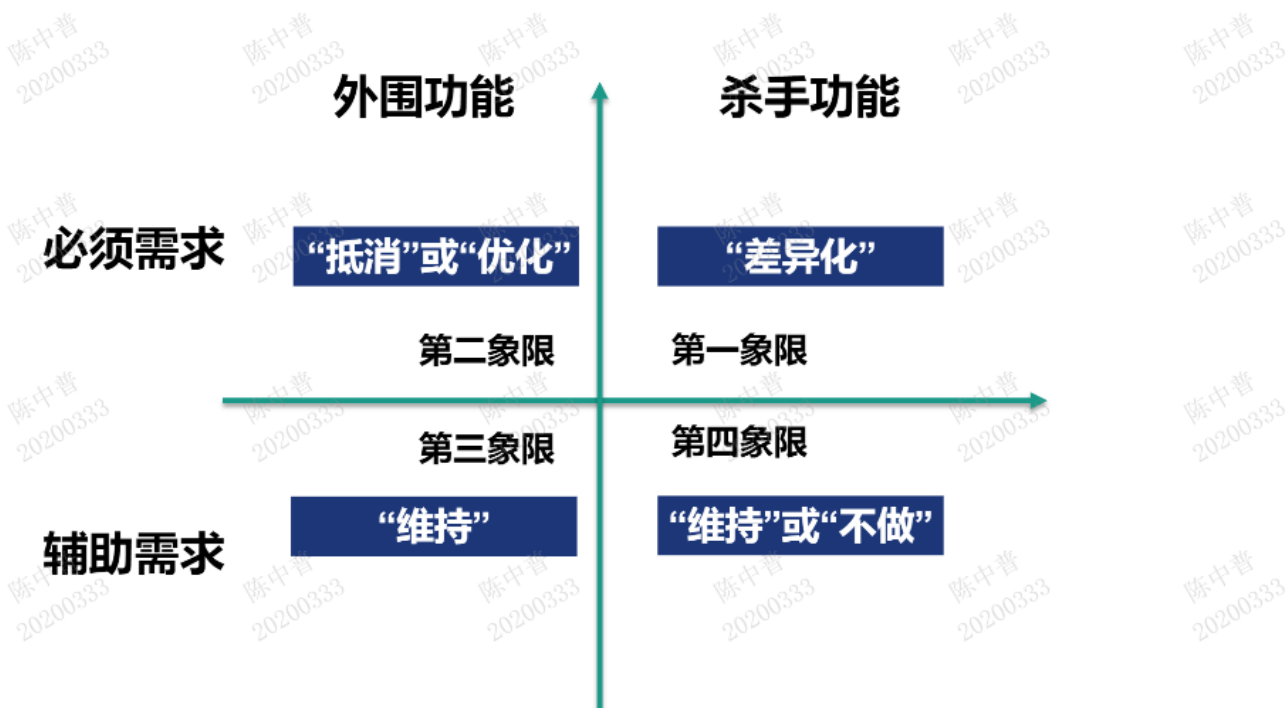 陈中普 20200333
外围功能
杀手功能
必须需求
“抵消”或“优化”
“差异化”
第二象限
第一象限
第三象限
第四象限
辅助需求
“维持”
“维持”或“不做”